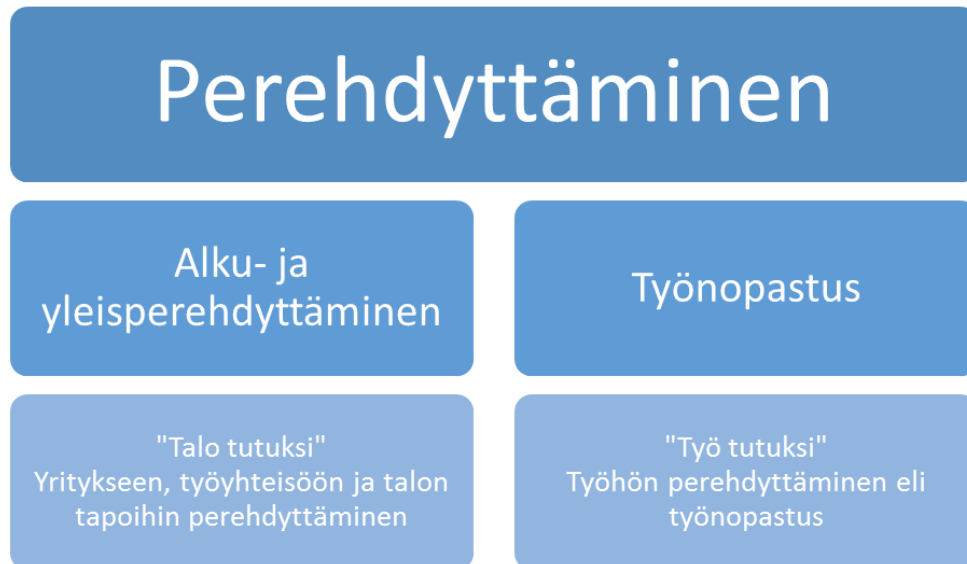 Perehdyttäminen
Alku- ja
yleisperehdyttäminen
Työnopastus
"Talo tutuksi"
Yritykseen, työyhteisöön ja talon
tapoihin perehdyttäminen
"Työ tutuksi"
Työhön perehdyttäminen eli
työnopastus